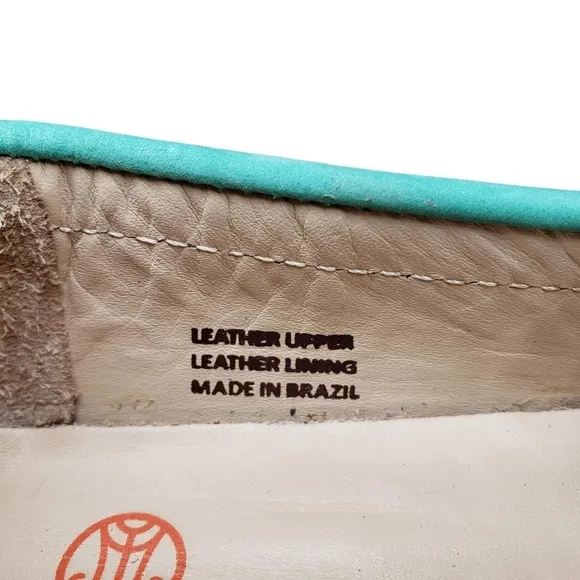 LEATHER UPPER
LEATHER LINING
MADE IN BRAZIL